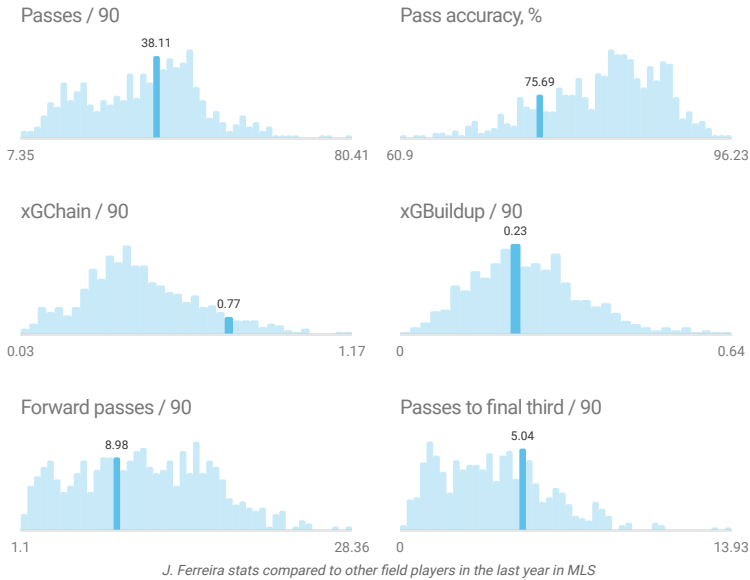 Passes / 90
38.11
7.35 80.41
Pass accuracy, %
75.69
60.9 96.23
xGChain / 90
0.77
0.03 1.17
xGBuildup / 90
0.23
0 0.64
Forward passes / 90
8.98
1.1 28.36
Passes to final third / 90
5.04
0 13.93
J. Ferreira stats compared to other field players in the last year in MLS